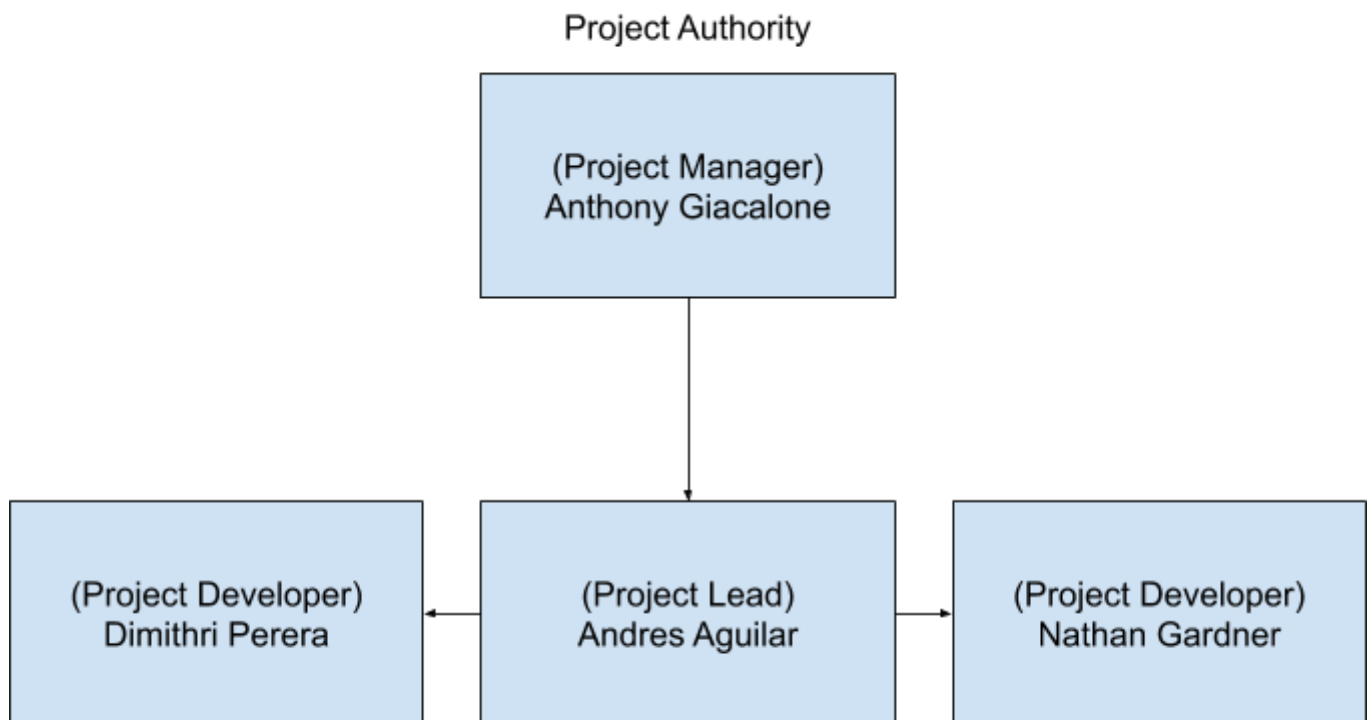 Project Authority
(Project Manager)
Anthony Giacalone
(Project Developer)
Dimithri Perera
(Project Lead)
Andres Aguilar
(Project Developer)
Nathan Gardner